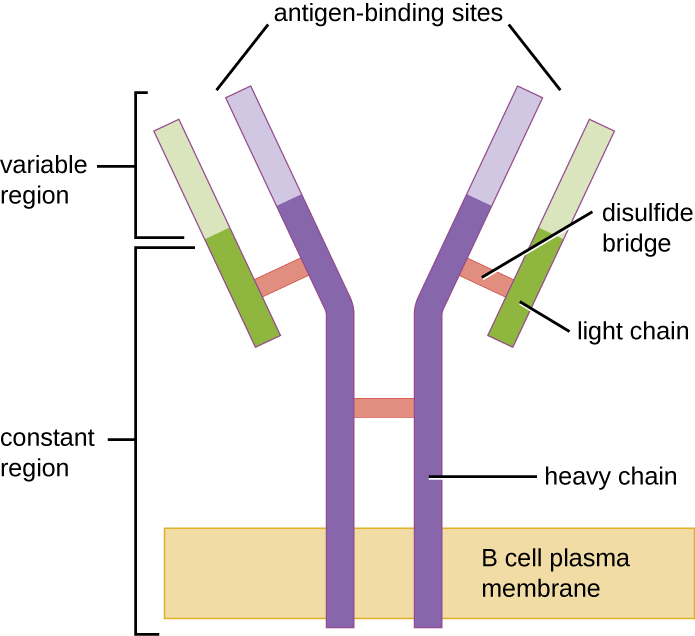 antigen-binding sites
variable
region
disulfide
bridge
light chain
constant
region
heavy chain
B cell plasma
membrane